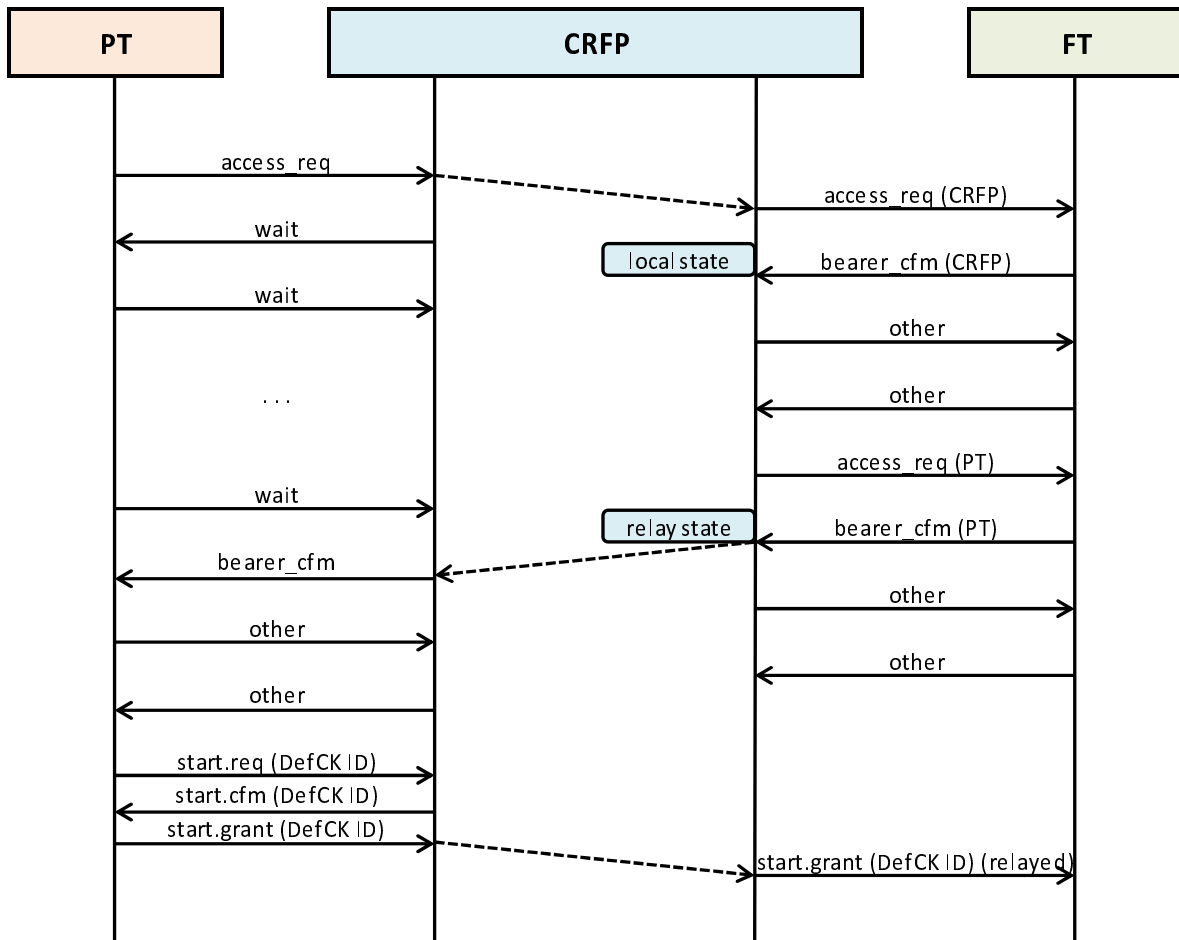 PT
CRFP
FT
access_req
access_req (CRFP)
wait
local state
bearer_cfm (CRFP)
wait
other
. . .
other
access_req (PT)
wait
relay state
bearer_cfm (PT)
bearer_cfm
other
other
other
other
start.req (DefCK ID)
start.cfm (DefCK ID)
start.grant (DefCK ID)
start.grant (DefCK ID) (relayed)